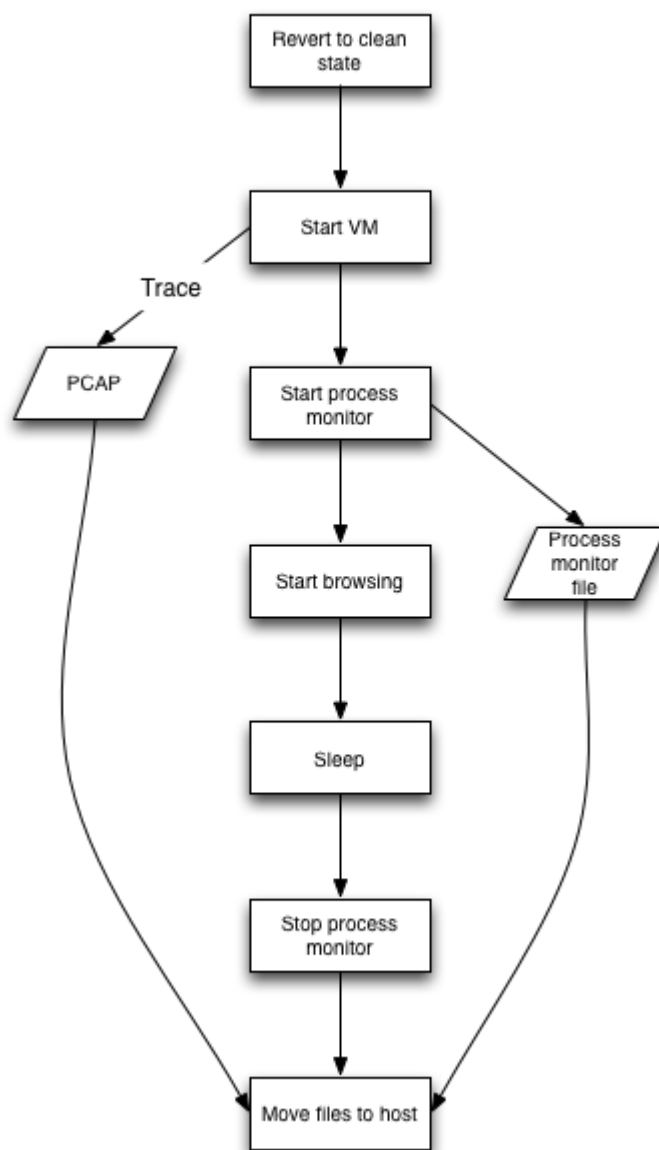 Revert to clean
state
Start VM
Trace
PCAP
Start process
monitor
Process
monitor
file
Start browsing
Sleep
Stop process
monitor
Move files to host